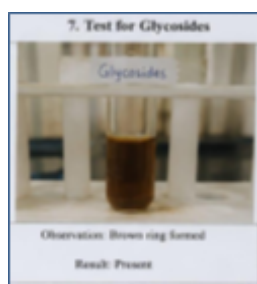 7. Test for Glycosides
Glycosides
Observation: Brown ring formed
Result: Present